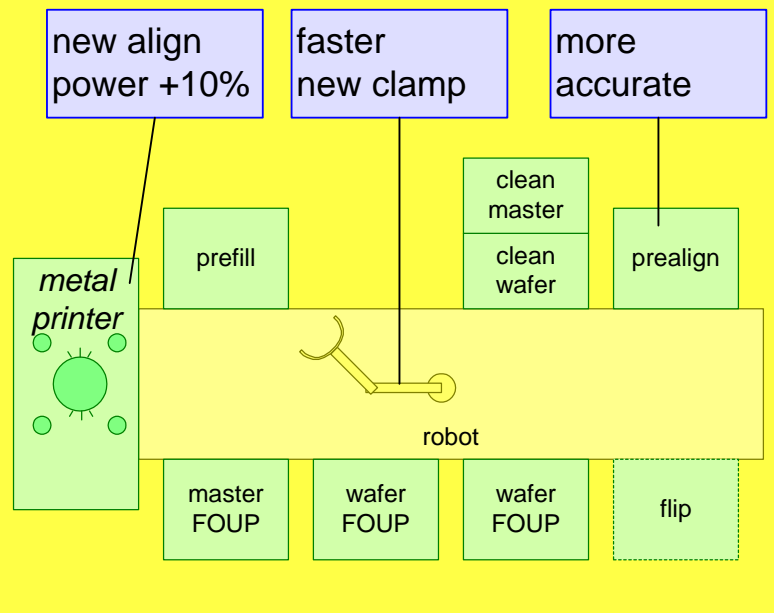 new align
power +10%
faster
new clamp
more
accurate
clean
master
prefill
clean
wafer
prealign
metal
printer
robot
master
FOUP
wafer
FOUP
wafer
FOUP
flip